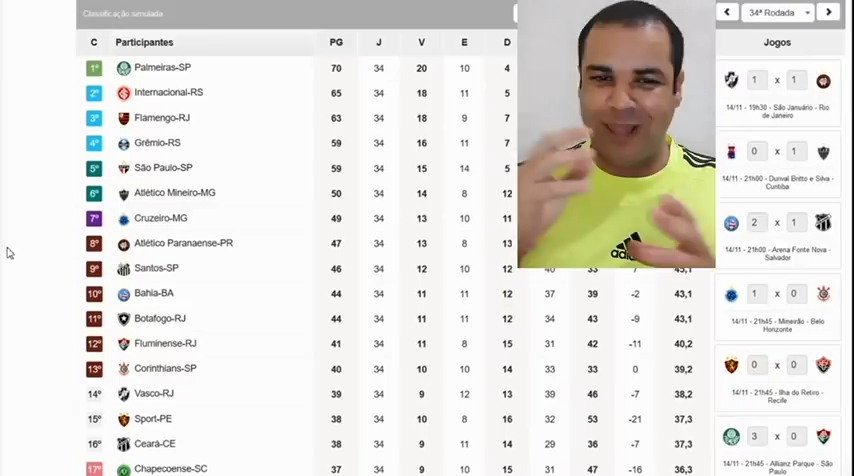 Classificação simulada
34ª Rodada
C Participantes PG J V E D
Jogos
1º Palmeiras-SP 70 34 20 10 4
2º Internacional-RS 65 34 18 11 5
3º Flamengo-RJ 63 34 18 9 7
4º Grêmio-RS 59 34 16 11 7
5º São Paulo-SP 59 34 15 14 5
6º Atlético Mineiro-MG 50 34 14 8 12
7º Cruzeiro-MG 49 34 13 10 11
8º Atlético Paranaense-PR 47 34 13 8 13
9º Santos-SP 46 34 12 10 12 40 33 7 45,1
10º Bahia-BA 44 34 11 11 12 37 39 -2 43,1
11º Botafogo-RJ 44 34 11 11 12 34 43 -9 43,1
12º Fluminense-RJ 41 34 11 8 15 31 42 -11 40,2
13º Corinthians-SP 40 34 10 10 14 33 33 0 39,2
14º Vasco-RJ 39 34 9 12 13 39 46 -7 38,2
15º Sport-PE 38 34 10 8 16 32 53 -21 37,3
16º Ceará-CE 38 34 9 11 14 29 36 -7 37,3
17º Chapecoense-SC 37 34 9 10 15 31 47 -16 36,3
adidas
1 x 1
14/11 - 19h30 - São Januário - Rio
de Janeiro
0 x 1
14/11 - 21h00 - Durival Britto e Silva -
Curitiba
2 x 1
14/11 - 21h00 - Arena Fonte Nova -
Salvador
1 x 0
14/11 - 21h45 - Mineirão - Belo
Horizonte
0 x 0
14/11 - 21h45 - Ilha do Retiro -
Recife
3 x 0
14/11 - 21h45 - Allianz Parque - São
Paulo